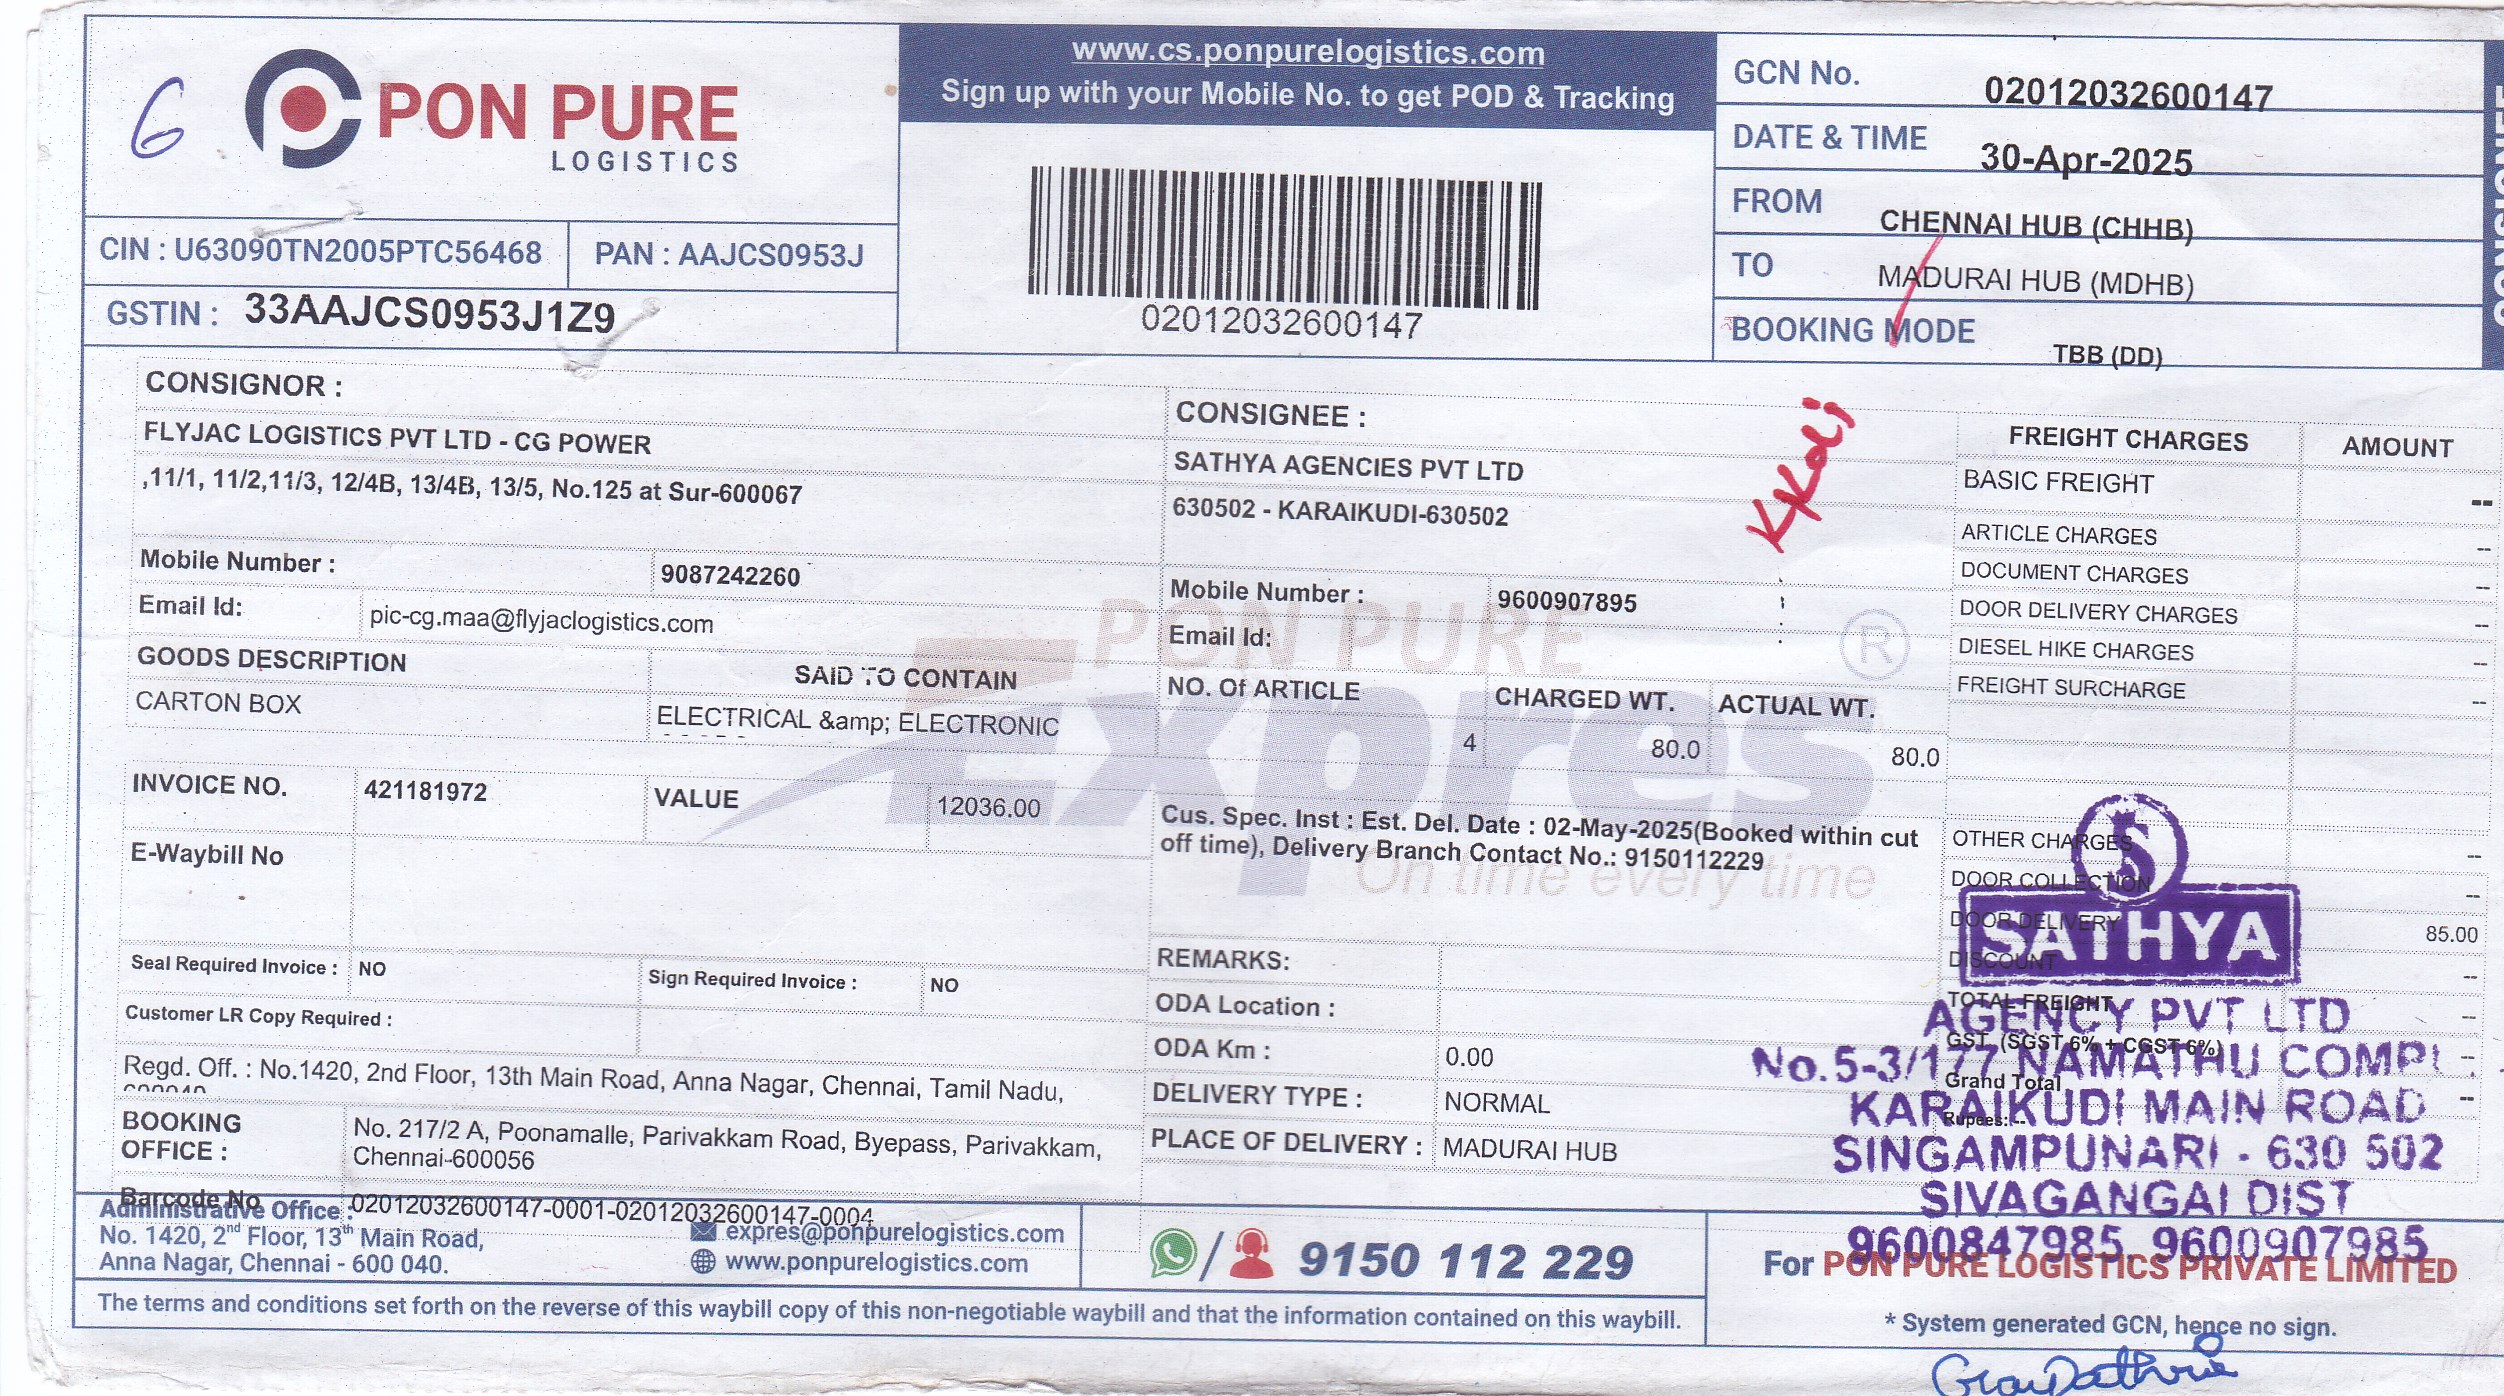 6
PON PURE
LOGISTICS
CIN : U63090TN2005PTC56468
PAN : AAJCS0953J
GSTIN : 33AAJCS0953J1Z9
www.cs.ponpurelogistics.com
Sign up with your Mobile No. to get POD & Tracking
02012032600147
GCN No. 02012032600147
DATE & TIME 30-Apr-2025
FROM CHENNAI HUB (CHHB)
TO MADURAI HUB (MDHB)
BOOKING MODE TBB (DD)
CONSIGNEE
CONSIGNOR :
FLYJAC LOGISTICS PVT LTD - CG POWER
,11/1, 11/2,11/3, 12/4B, 13/4B, 13/5, No.125 at Sur-600067
Mobile Number : 9087242260
Email Id: pic-cg.maa@flyjaclogistics.com
CONSIGNEE :
SATHYA AGENCIES PVT LTD
630502 - KARAIKUDI-630502
Mobile Number : 9600907895
Email Id:
PON PURE
Expres ®
On time every time
GOODS DESCRIPTION SAID TO CONTAIN NO. Of ARTICLE CHARGED WT. ACTUAL WT.
CARTON BOX ELECTRICAL &amp; ELECTRONIC 4 80.0 80.0
INVOICE NO. 421181972 VALUE 12036.00
E-Waybill No
Cus. Spec. Inst : Est. Del. Date : 02-May-2025(Booked within cut
off time), Delivery Branch Contact No.: 9150112229
Seal Required Invoice : NO Sign Required Invoice : NO
Customer LR Copy Required :
Regd. Off. : No.1420, 2nd Floor, 13th Main Road, Anna Nagar, Chennai, Tamil Nadu,
BOOKING
OFFICE :
No. 217/2 A, Poonamalle, Parivakkam Road, Byepass, Parivakkam,
Chennai-600056
Barcode No 02012032600147-0001-02012032600147-0004
REMARKS:
ODA Location :
ODA Km : 0.00
DELIVERY TYPE : NORMAL
PLACE OF DELIVERY : MADURAI HUB
FREIGHT CHARGES AMOUNT
BASIC FREIGHT --
ARTICLE CHARGES --
DOCUMENT CHARGES --
DOOR DELIVERY CHARGES --
DIESEL HIKE CHARGES --
FREIGHT SURCHARGE --
OTHER CHARGES --
DOOR COLLECTION --
DOOR DELIVERY 85.00
DISCOUNT --
TOTAL FREIGHT --
GST (SGST 6% + CGST 6%) --
Grand Total --
Rupees:--
S
SATHYA
AGENCY PVT LTD
No.5-3/177 NAMATHU COMPL
KARAIKUDI MAIN ROAD
SINGAMPUNARI - 630 502
SIVAGANGAI DIST
9600847985, 9600907985
Administrative Office :
No. 1420, 2nd Floor, 13th Main Road,
Anna Nagar, Chennai - 600 040.
expres@ponpurelogistics.com
www.ponpurelogistics.com
9150 112 229
For PON PURE LOGISTICS PRIVATE LIMITED
The terms and conditions set forth on the reverse of this waybill copy of this non-negotiable waybill and that the information contained on this waybill.
* System generated GCN, hence no sign.